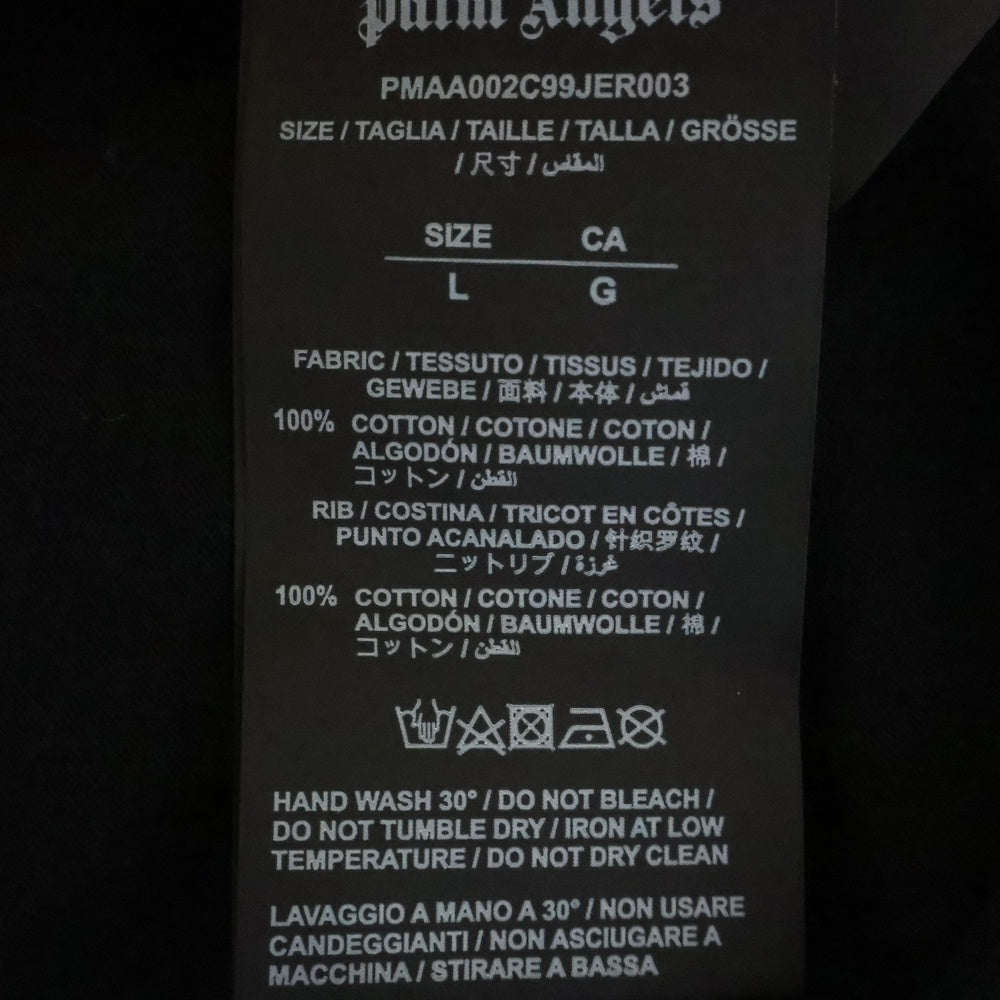 Palm Angels
PMAA002C99JER003
SIZE / TAGLIA / TAILLE / TALLA / GRÖSSE
/ 尺寸 / المقاس
SIZE CA
L G
FABRIC / TESSUTO / TISSUS / TEJIDO /
GEWEBE / 面料 / 本体 / قماش
100% COTTON / COTONE / COTON /
ALGODÓN / BAUMWOLLE / 棉 /
コットン / القطن
RIB / COSTINA / TRICOT EN CÔTES /
PUNTO ACANALADO / 针织罗纹 /
ニットリブ / غرزة
100% COTTON / COTONE / COTON /
ALGODÓN / BAUMWOLLE / 棉 /
コットン / القطن
HAND WASH 30° / DO NOT BLEACH /
DO NOT TUMBLE DRY / IRON AT LOW
TEMPERATURE / DO NOT DRY CLEAN
LAVAGGIO A MANO A 30° / NON USARE
CANDEGGIANTI / NON ASCIUGARE A
MACCHINA / STIRARE A BASSA